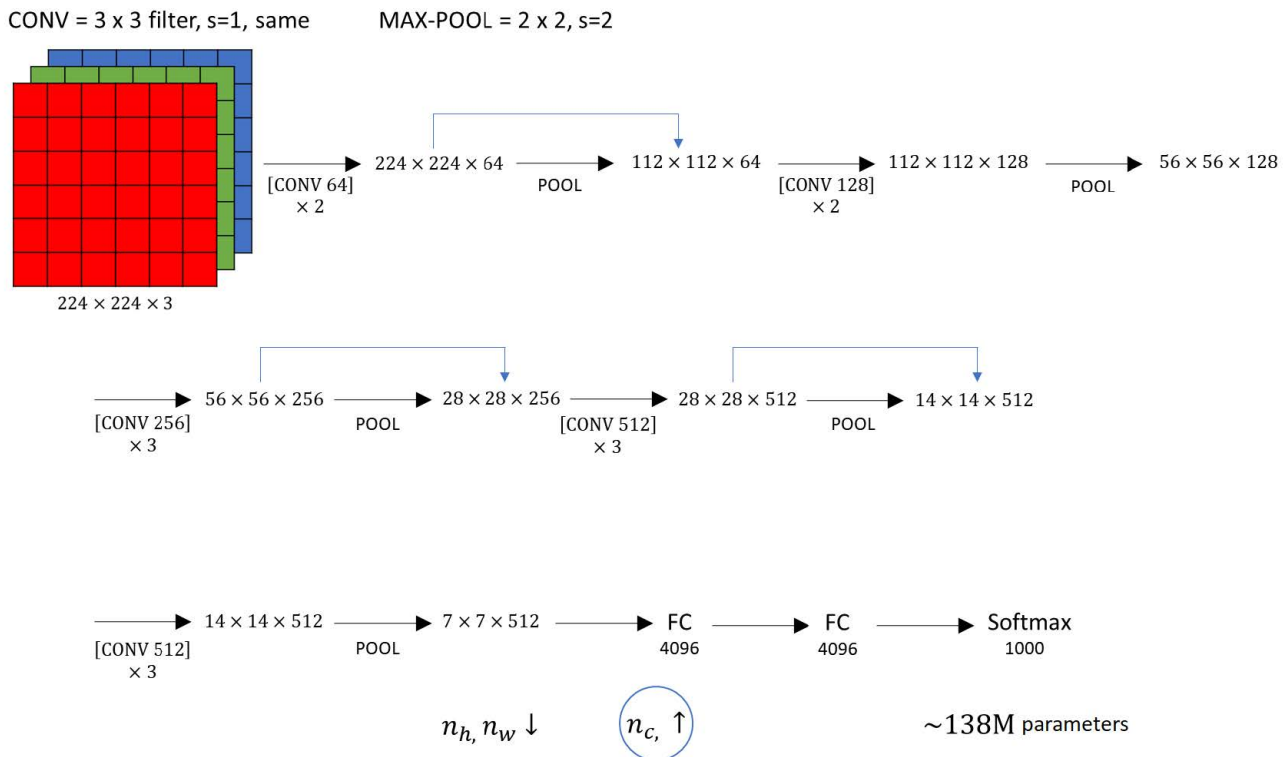 CONV = 3 x 3 filter, s=1, same MAX-POOL = 2 x 2, s=2
224 × 224 × 64 112 × 112 × 64 112 × 112 × 128 56 × 56 × 128
[CONV 64] POOL [CONV 128] POOL
× 2 × 2
224 × 224 × 3
56 × 56 × 256 28 × 28 × 256 28 × 28 × 512 14 × 14 × 512
[CONV 256] POOL [CONV 512] POOL
× 3 × 3
14 × 14 × 512 7 × 7 × 512 FC FC Softmax
[CONV 512] POOL 4096 4096 1000
× 3
n_h, n_w ↓ n_c, ↑ ~138M parameters